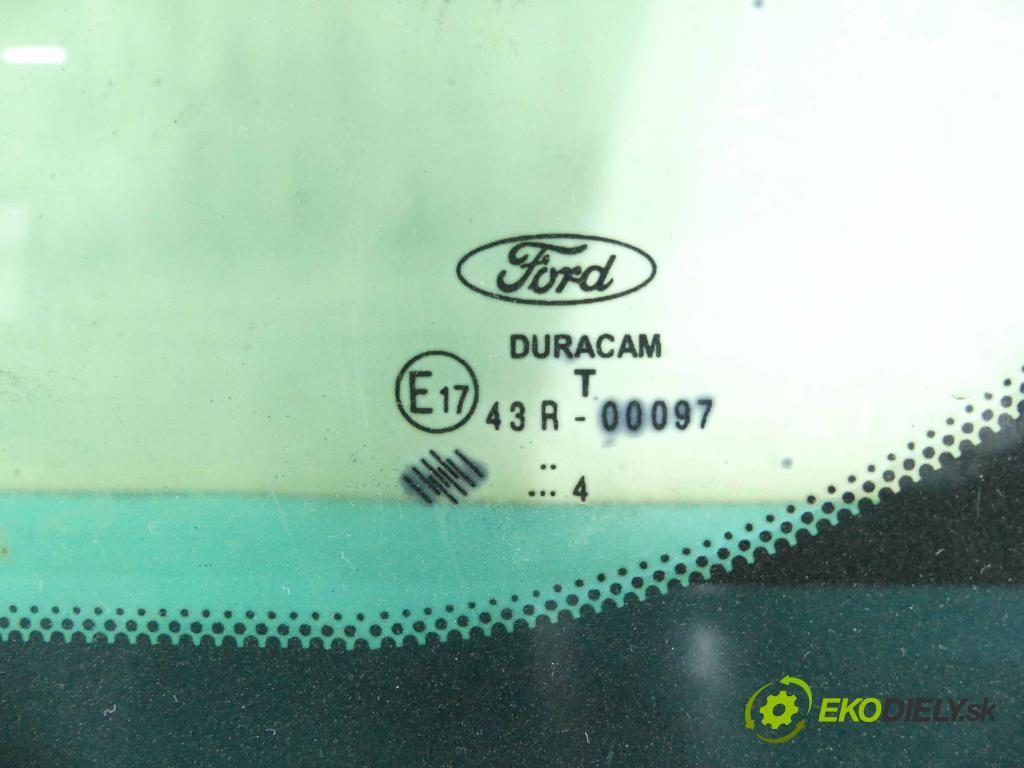 Ford
DURACAM
T
E17
43R-00097
..
... 4
EKODIELY.sk